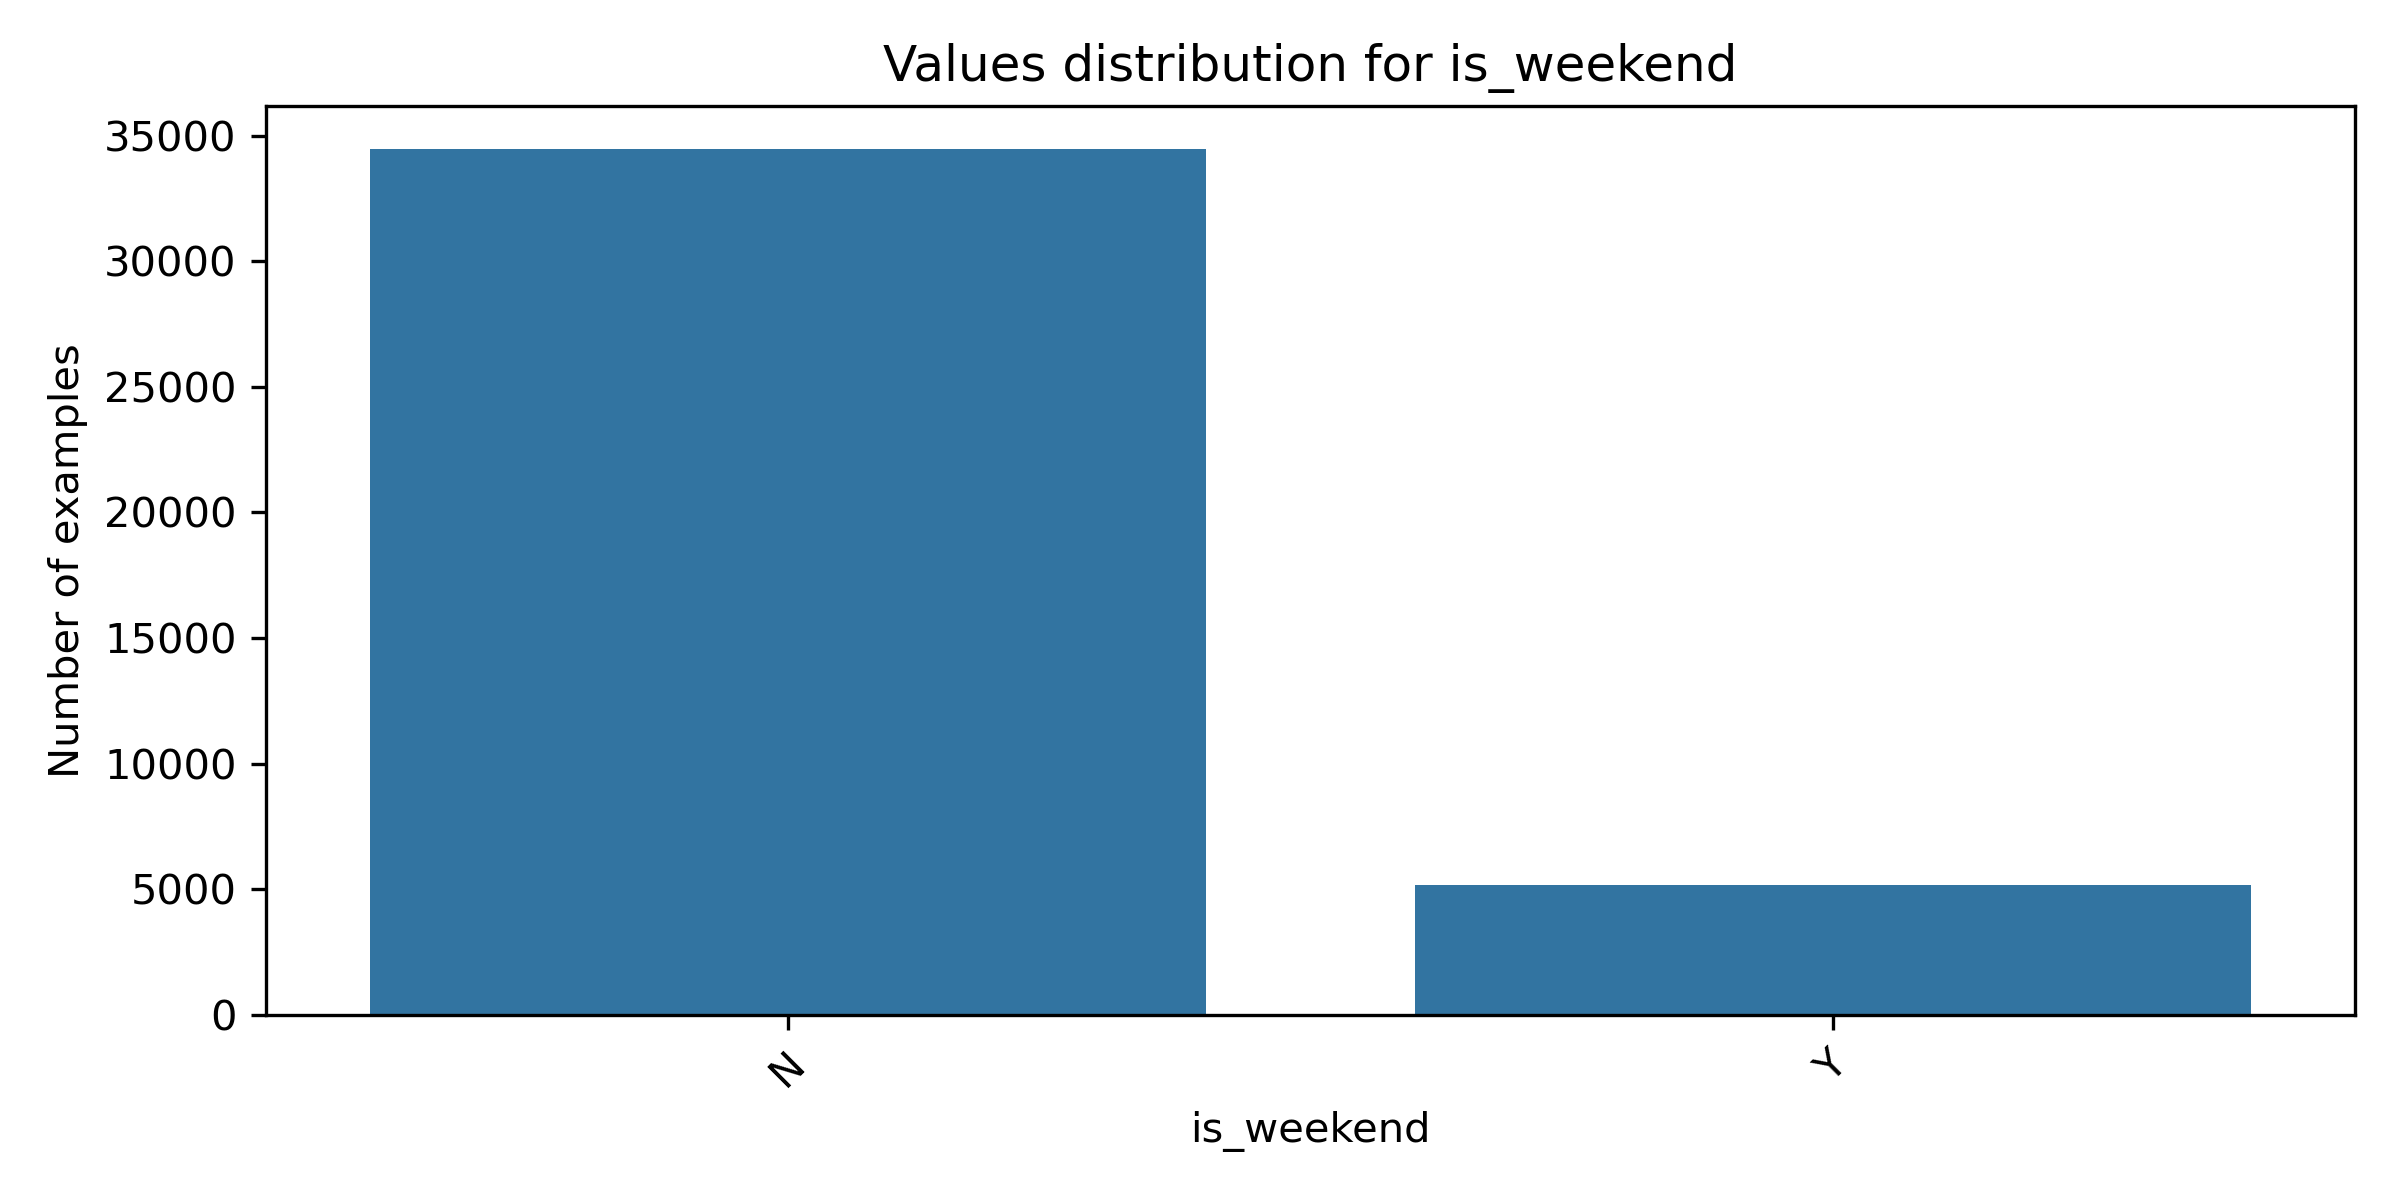 Values distribution for is_weekend
35000
30000
25000
20000
15000
10000
5000
0
Number of examples
N
Y
is_weekend